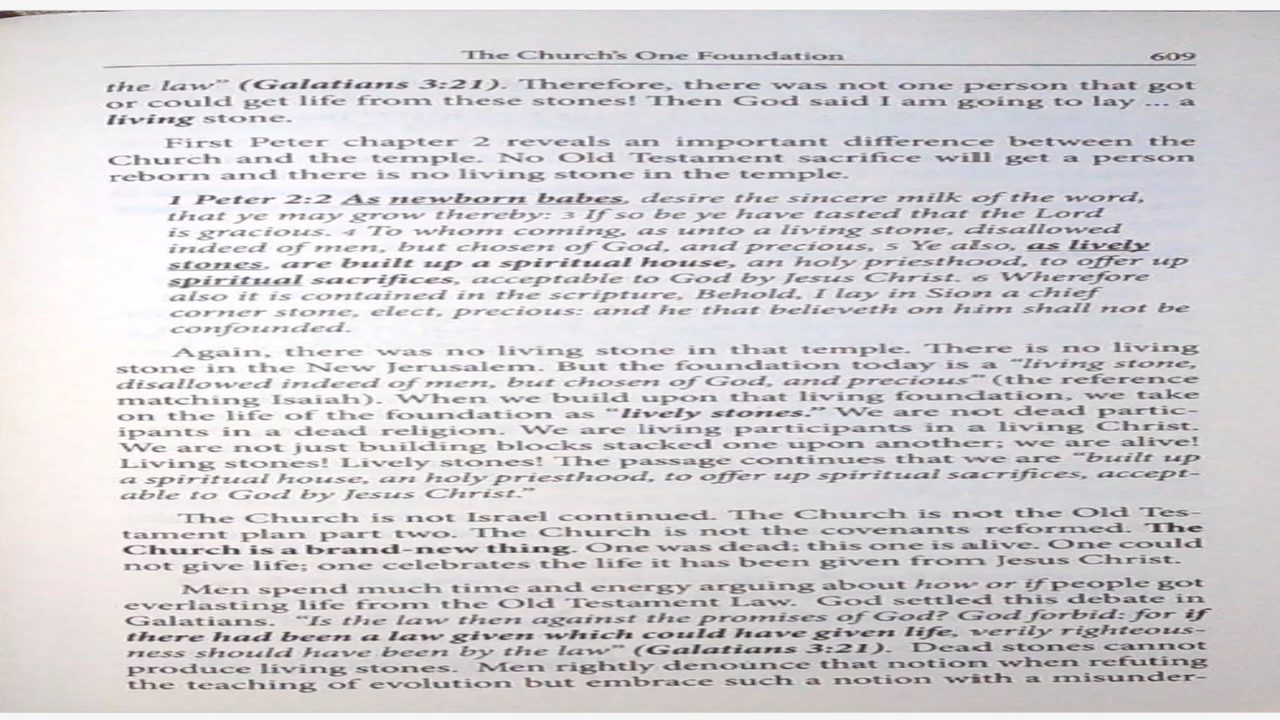 The Church's One Foundation 609
the law" (Galatians 3:21). Therefore, there was not one person that got
or could get life from these stones! Then God said I am going to lay ... a
living stone.
First Peter chapter 2 reveals an important difference between the
Church and the temple. No Old Testament sacrifice will get a person
reborn and there is no living stone in the temple.
1 Peter 2:2 As newborn babes, desire the sincere milk of the word,
that ye may grow thereby: 3 If so be ye have tasted that the Lord
is gracious. 4 To whom coming, as unto a living stone, disallowed
indeed of men, but chosen of God, and precious, 5 Ye also, as lively
stones, are built up a spiritual house, an holy priesthood, to offer up
spiritual sacrifices, acceptable to God by Jesus Christ. 6 Wherefore
also it is contained in the scripture, Behold, I lay in Sion a chief
corner stone, elect, precious: and he that believeth on him shall not be
confounded.
Again, there was no living stone in that temple. There is no living
stone in the New Jerusalem. But the foundation today is a "living stone,
disallowed indeed of men, but chosen of God, and precious" (the reference
matching Isaiah). When we build upon that living foundation, we take
on the life of the foundation as "lively stones." We are not dead partic-
ipants in a dead religion. We are living participants in a living Christ.
We are not just building blocks stacked one upon another; we are alive!
Living stones! Lively stones! The passage continues that we are "built up
a spiritual house, an holy priesthood, to offer up spiritual sacrifices, accept-
able to God by Jesus Christ."
The Church is not Israel continued. The Church is not the Old Tes-
tament plan part two. The Church is not the covenants reformed. The
Church is a brand-new thing. One was dead; this one is alive. One could
not give life; one celebrates the life it has been given from Jesus Christ.
Men spend much time and energy arguing about how or if people got
everlasting life from the Old Testament Law. God settled this debate in
Galatians. "Is the law then against the promises of God? God forbid: for if
there had been a law given which could have given life, verily righteous-
ness should have been by the law" (Galatians 3:21). Dead stones cannot
produce living stones. Men rightly denounce that notion when refuting
the teaching of evolution but embrace such a notion with a misunder-